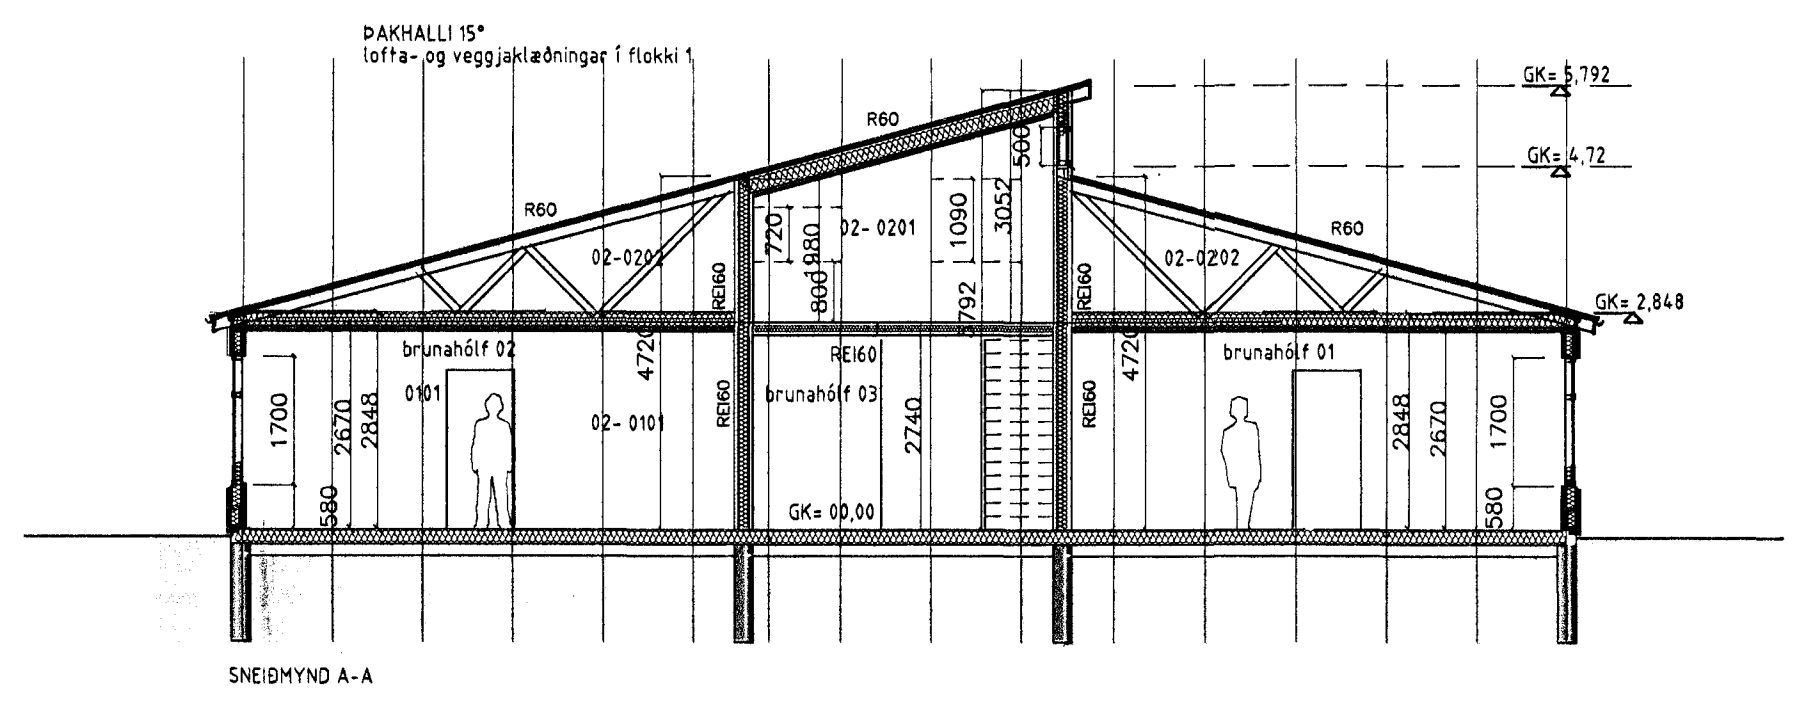 ÞAKHALLI 15°
lofta- og veggjaklæðningar í flokki 1
GK= 5,792
R60
500
GK= 4,72
R60
720
1980
02- 0201
1090
3052
R60
02-0202
02-0202
REI60
800
5792
REI60
GK= 2,848
brunahólf 02
4720
REI60
4720
brunahólf 01
0101
brunahólf 03
1700
2670
2848
02- 0101
REI60
2740
REI60
2848
2670
1700
580
GK= 00,00
580
SNEIÐMYND A-A